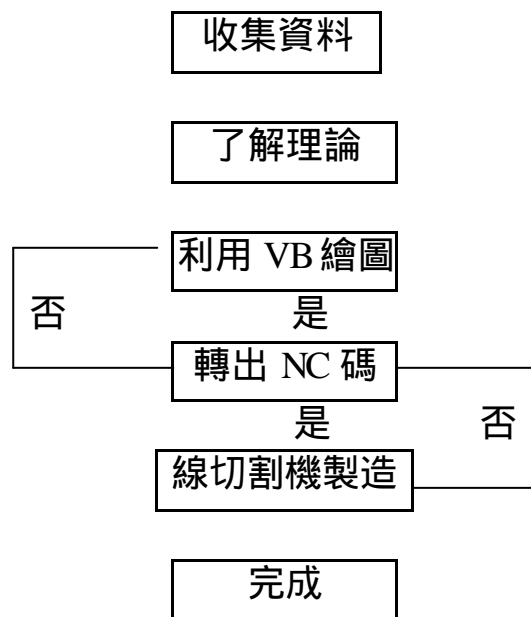 收集資料
了解理論
利用 VB 繪圖
否 是
轉出 NC 碼
是 否
線切割機製造
完成